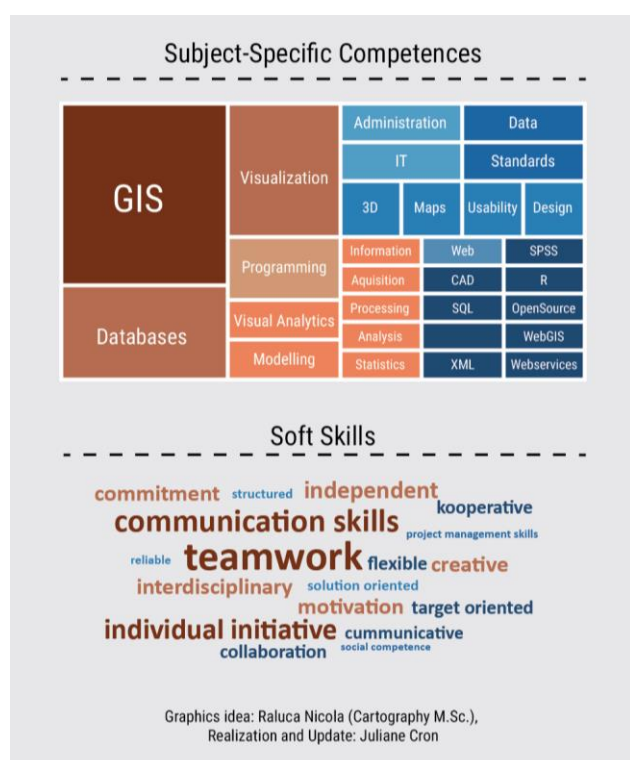 Subject-Specific Competences
GIS
Databases
Visualization
Programming
Visual Analytics
Modelling
Administration
Data
IT
Standards
3D
Maps
Usability
Design
Information
Web
SPSS
Aquisition
CAD
R
Processing
SQL
OpenSource
Analysis
WebGIS
Statistics
XML
Webservices
Soft Skills
commitment structured independent
kooperative
communication skills project management skills
reliable teamwork flexible creative
interdisciplinary solution oriented
motivation target oriented
individual initiative cummunicative
collaboration social competence
Graphics idea: Raluca Nicola (Cartography M.Sc.),
Realization and Update: Juliane Cron